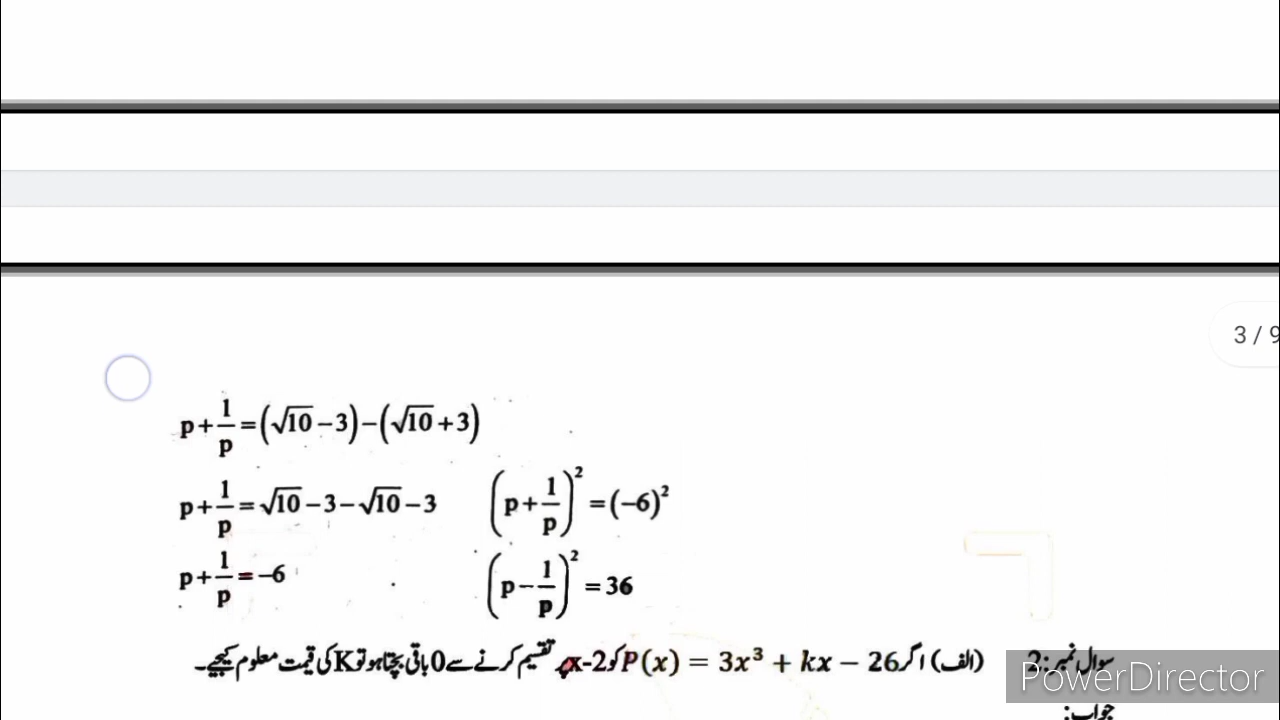 3 / 9
p+1/p=(√10−3)−(√10+3)
p+1/p=√10−3−√10−3 (p+1/p)²=(−6)²
p+1/p=−6 (p−1/p)²=36
سوال نمبر:2 (الف) اگر P(x) = 3x³ + kx − 26 کو x-2 پر تقسیم کرنے سے 0 باقی بچتا ہو تو K کی قیمت معلوم کیجیے۔
جواب:
PowerDirector